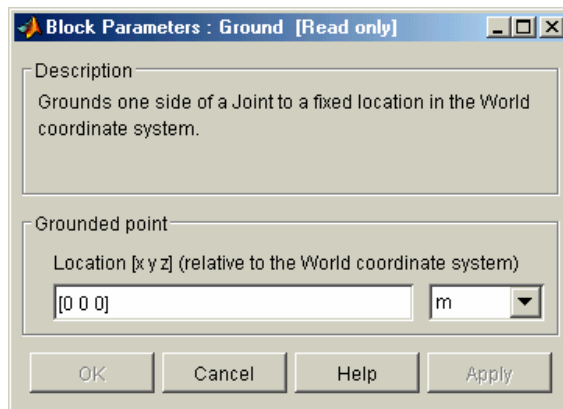 Block Parameters : Ground [Read only]
Description
Grounds one side of a Joint to a fixed location in the World
coordinate system.
Grounded point
Location [x y z] (relative to the World coordinate system)
[0 0 0]
m
OK
Cancel
Help
Apply